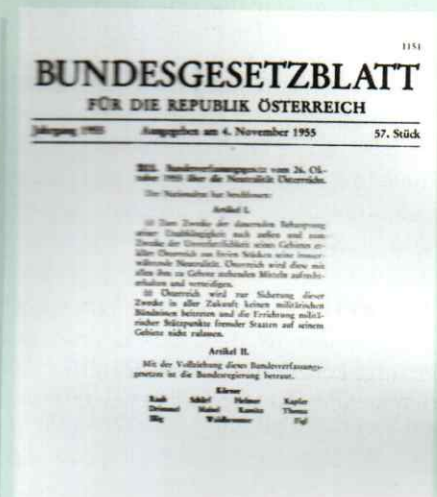 1151
BUNDESGESETZBLATT
FÜR DIE REPUBLIK ÖSTERREICH
Jahrgang 1955 Ausgegeben am 4. November 1955 57. Stück
211. Bundesverfassungsgesetz vom 26. Ok-
tober 1955 über die Neutralität Österreichs.
Der Nationalrat hat beschlossen:
Artikel I.
(1) Zum Zwecke der dauernden Behauptung
seiner Unabhängigkeit nach außen und zum
Zwecke der Unverletzlichkeit seines Gebietes er-
klärt Österreich aus freien Stücken seine immer-
währende Neutralität. Österreich wird diese mit
allen ihm zu Gebote stehenden Mitteln aufrecht-
erhalten und verteidigen.
(2) Österreich wird zur Sicherung dieser
Zwecke in aller Zukunft keinen militärischen
Bündnissen beitreten und die Errichtung militä-
rischer Stützpunkte fremder Staaten auf seinem
Gebiete nicht zulassen.
Artikel II.
Mit der Vollziehung dieses Bundesverfassungs-
gesetzes ist die Bundesregierung betraut.
Körner
Raab Schärf Helmer Kapfer
Drimmel Maisel Kamitz Thoma
Illig Waldbrunner Figl